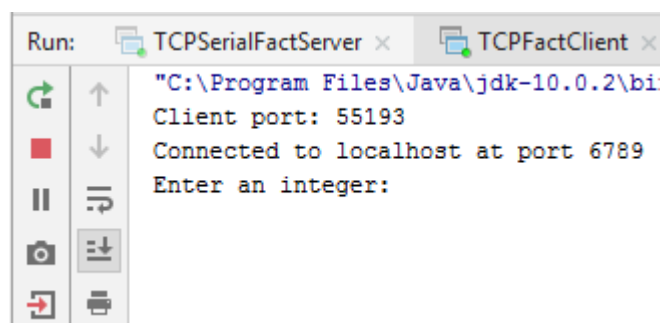 Run: TCPSerialFactServer TCPFactClient
"C:\Program Files\Java\jdk-10.0.2\bi
Client port: 55193
Connected to localhost at port 6789
Enter an integer: